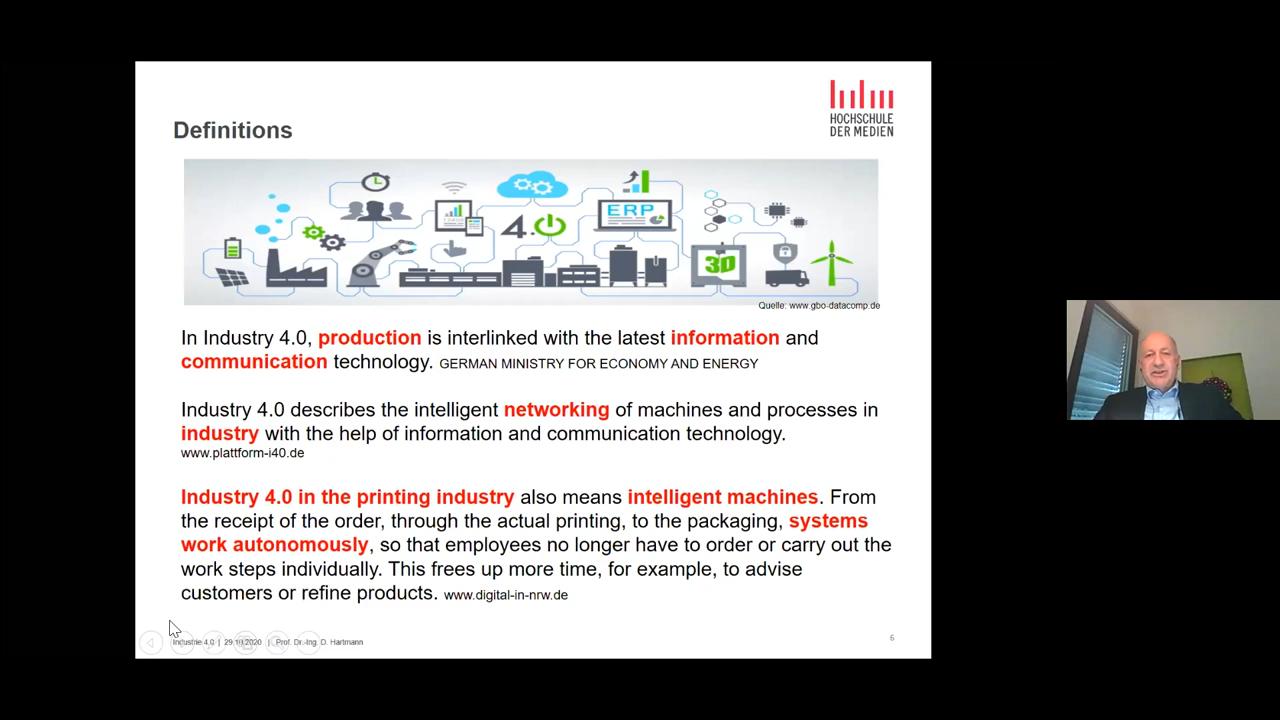 HOCHSCHULE
DER MEDIEN
Definitions
4.0
ERP
3D
Quelle: www.gbo-datacomp.de
In Industry 4.0, production is interlinked with the latest information and
communication technology. GERMAN MINISTRY FOR ECONOMY AND ENERGY
Industry 4.0 describes the intelligent networking of machines and processes in
industry with the help of information and communication technology.
www.plattform-i40.de
Industry 4.0 in the printing industry also means intelligent machines. From
the receipt of the order, through the actual printing, to the packaging, systems
work autonomously, so that employees no longer have to order or carry out the
work steps individually. This frees up more time, for example, to advise
customers or refine products. www.digital-in-nrw.de
Industrie 4.0 | 29.10.2020 | Prof. Dr.-Ing. D. Hartmann
6